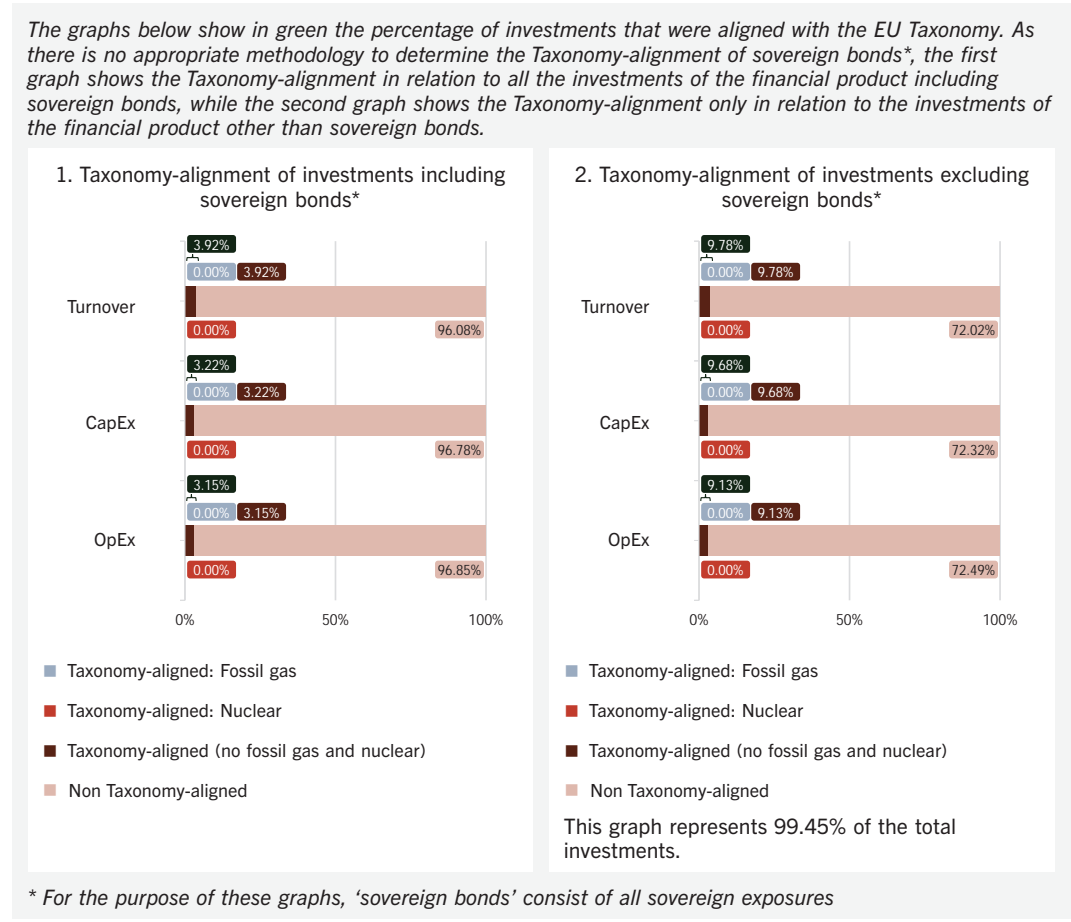 The graphs below show in green the percentage of investments that were aligned with the EU Taxonomy. As
there is no appropriate methodology to determine the Taxonomy-alignment of sovereign bonds*, the first
graph shows the Taxonomy-alignment in relation to all the investments of the financial product including
sovereign bonds, while the second graph shows the Taxonomy-alignment only in relation to the investments of
the financial product other than sovereign bonds.
1. Taxonomy-alignment of investments including
sovereign bonds*
3.92%
0.00% 3.92%
Turnover
0.00% 96.08%
3.22%
0.00% 3.22%
CapEx
0.00% 96.78%
3.15%
0.00% 3.15%
OpEx
0.00% 96.85%
0% 50% 100%
Taxonomy-aligned: Fossil gas
Taxonomy-aligned: Nuclear
Taxonomy-aligned (no fossil gas and nuclear)
Non Taxonomy-aligned
2. Taxonomy-alignment of investments excluding
sovereign bonds*
9.78%
0.00% 9.78%
Turnover
0.00% 72.02%
9.68%
0.00% 9.68%
CapEx
0.00% 72.32%
9.13%
0.00% 9.13%
OpEx
0.00% 72.49%
0% 50% 100%
Taxonomy-aligned: Fossil gas
Taxonomy-aligned: Nuclear
Taxonomy-aligned (no fossil gas and nuclear)
Non Taxonomy-aligned
This graph represents 99.45% of the total
investments.
* For the purpose of these graphs, ‘sovereign bonds’ consist of all sovereign exposures